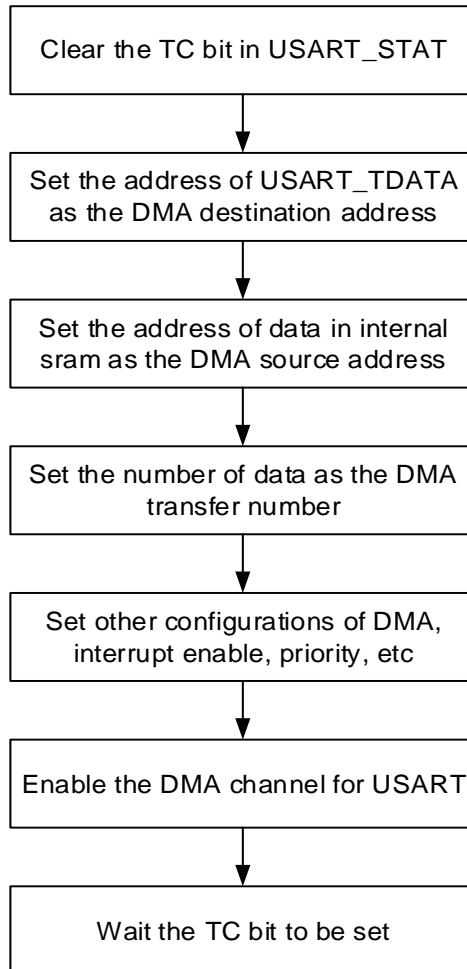 Clear the TC bit in USART_STAT
Set the address of USART_TDATA
as the DMA destination address
Set the address of data in internal
sram as the DMA source address
Set the number of data as the DMA
transfer number
Set other configurations of DMA,
interrupt enable, priority, etc
Enable the DMA channel for USART
Wait the TC bit to be set